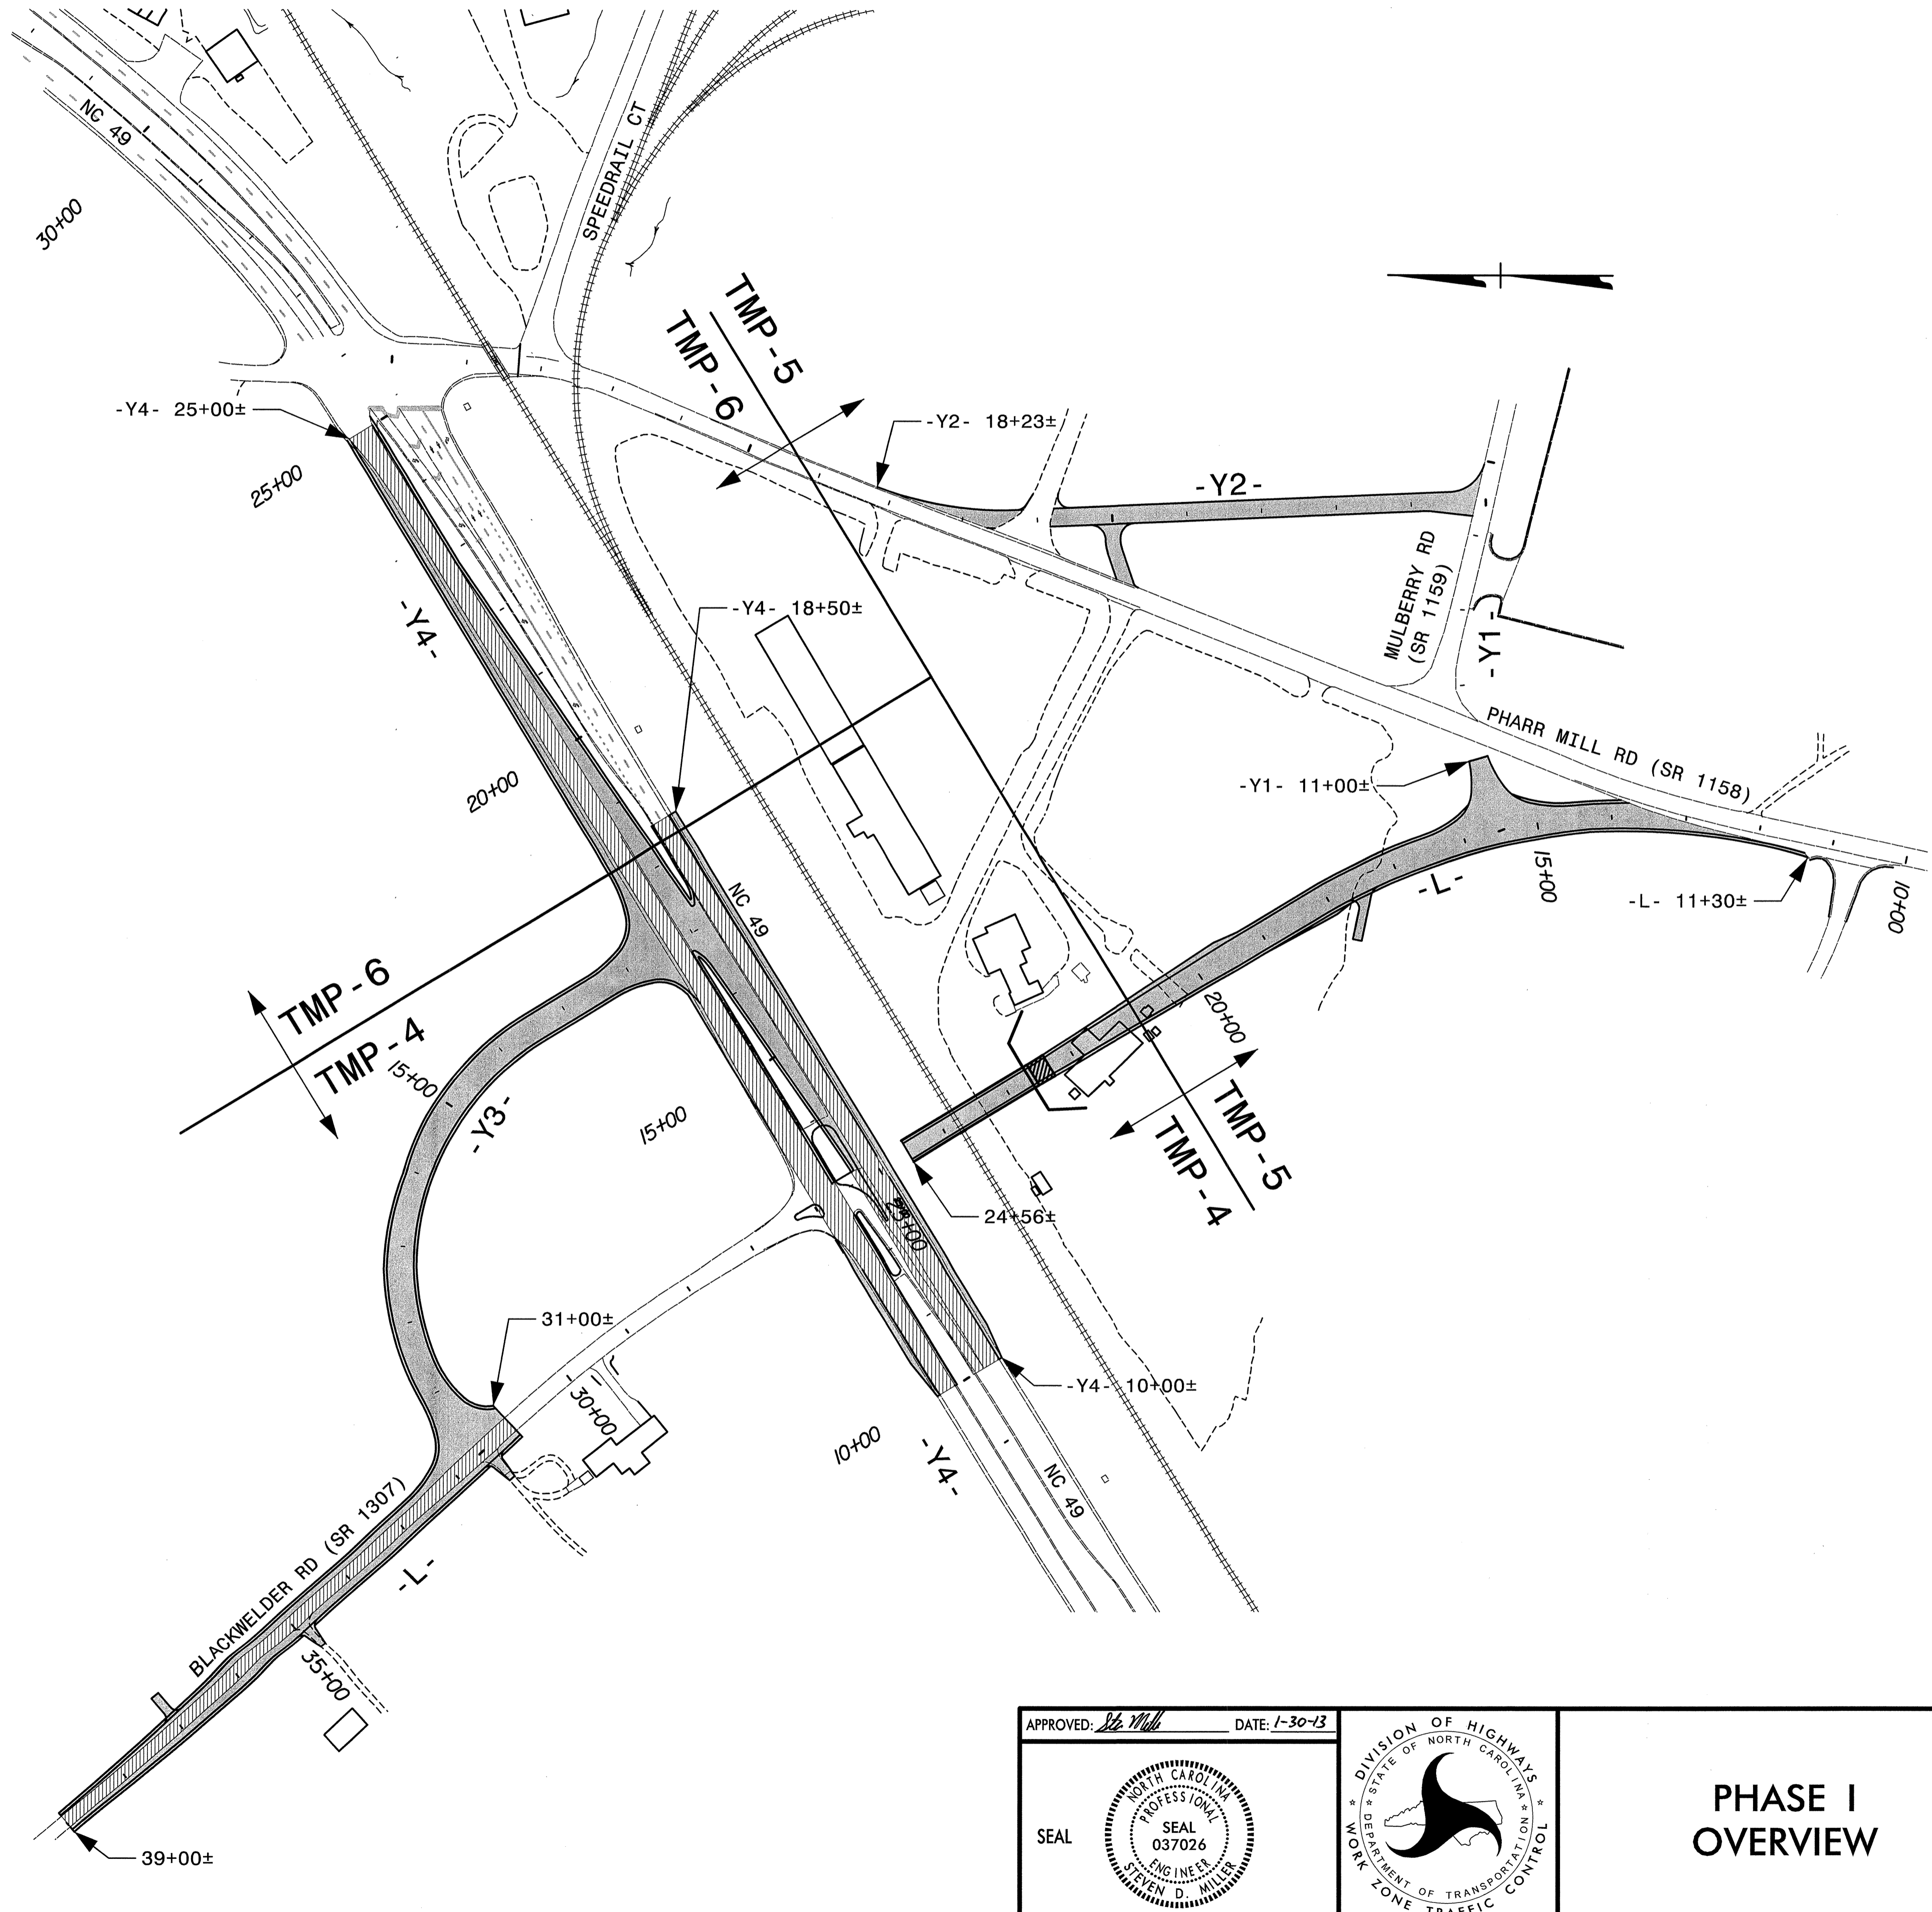 NC 49
30+00
SPEEDRAIL CT
TMP-5
TMP-6
-Y4- 25+00±
-Y2- 18+23±
25+00
-Y2-
-Y4-
-Y4- 18+50±
MULBERRY RD
(SR 1159)
-Y1-
PHARR MILL RD (SR 1158)
20+00
-Y1- 11+00±
-L-
15+00
-L- 11+30±
10+00
NC 49
TMP-6
TMP-4
15+00
-Y3-
15+00
20+00
TMP-5
TMP-4
24+56±
31+00±
30+00
-Y4- 10+00±
10+00
-Y4-
NC 49
BLACKWELDER RD (SR 1307)
-L-
35+00
39+00±
APPROVED:
DATE: 1-30-13
SEAL
NORTH CAROLINA
PROFESSIONAL
SEAL
037026
ENGINEER
STEVEN D. MILLER
DIVISION OF HIGHWAYS
STATE OF NORTH CAROLINA
DEPARTMENT OF TRANSPORTATION
WORK ZONE TRAFFIC CONTROL
PHASE I
OVERVIEW